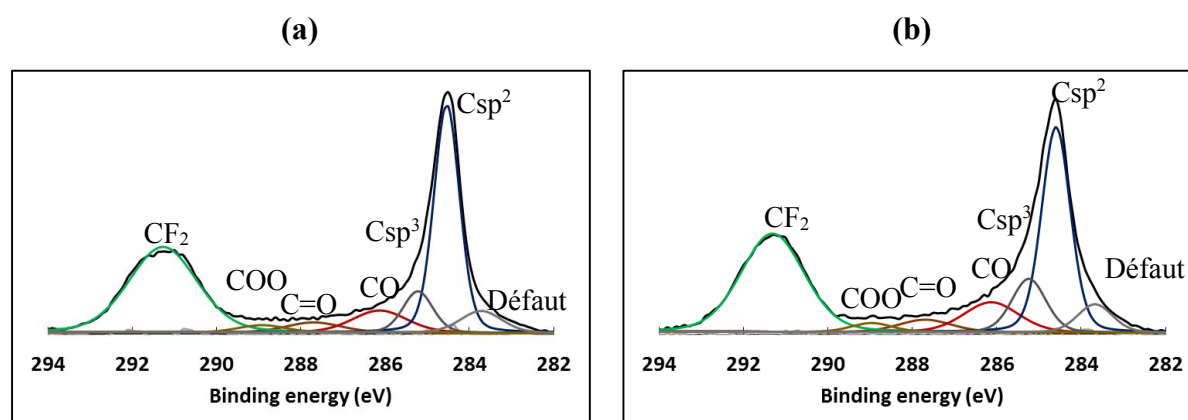 (a)
Csp²
Csp³
CF₂
COO
C=O
CO
Défaut
294 292 290 288 286 284 282
Binding energy (eV)
(b)
Csp²
Csp³
CF₂
CO
C=O
COO
Défaut
294 292 290 288 286 284 282
Binding energy (eV)